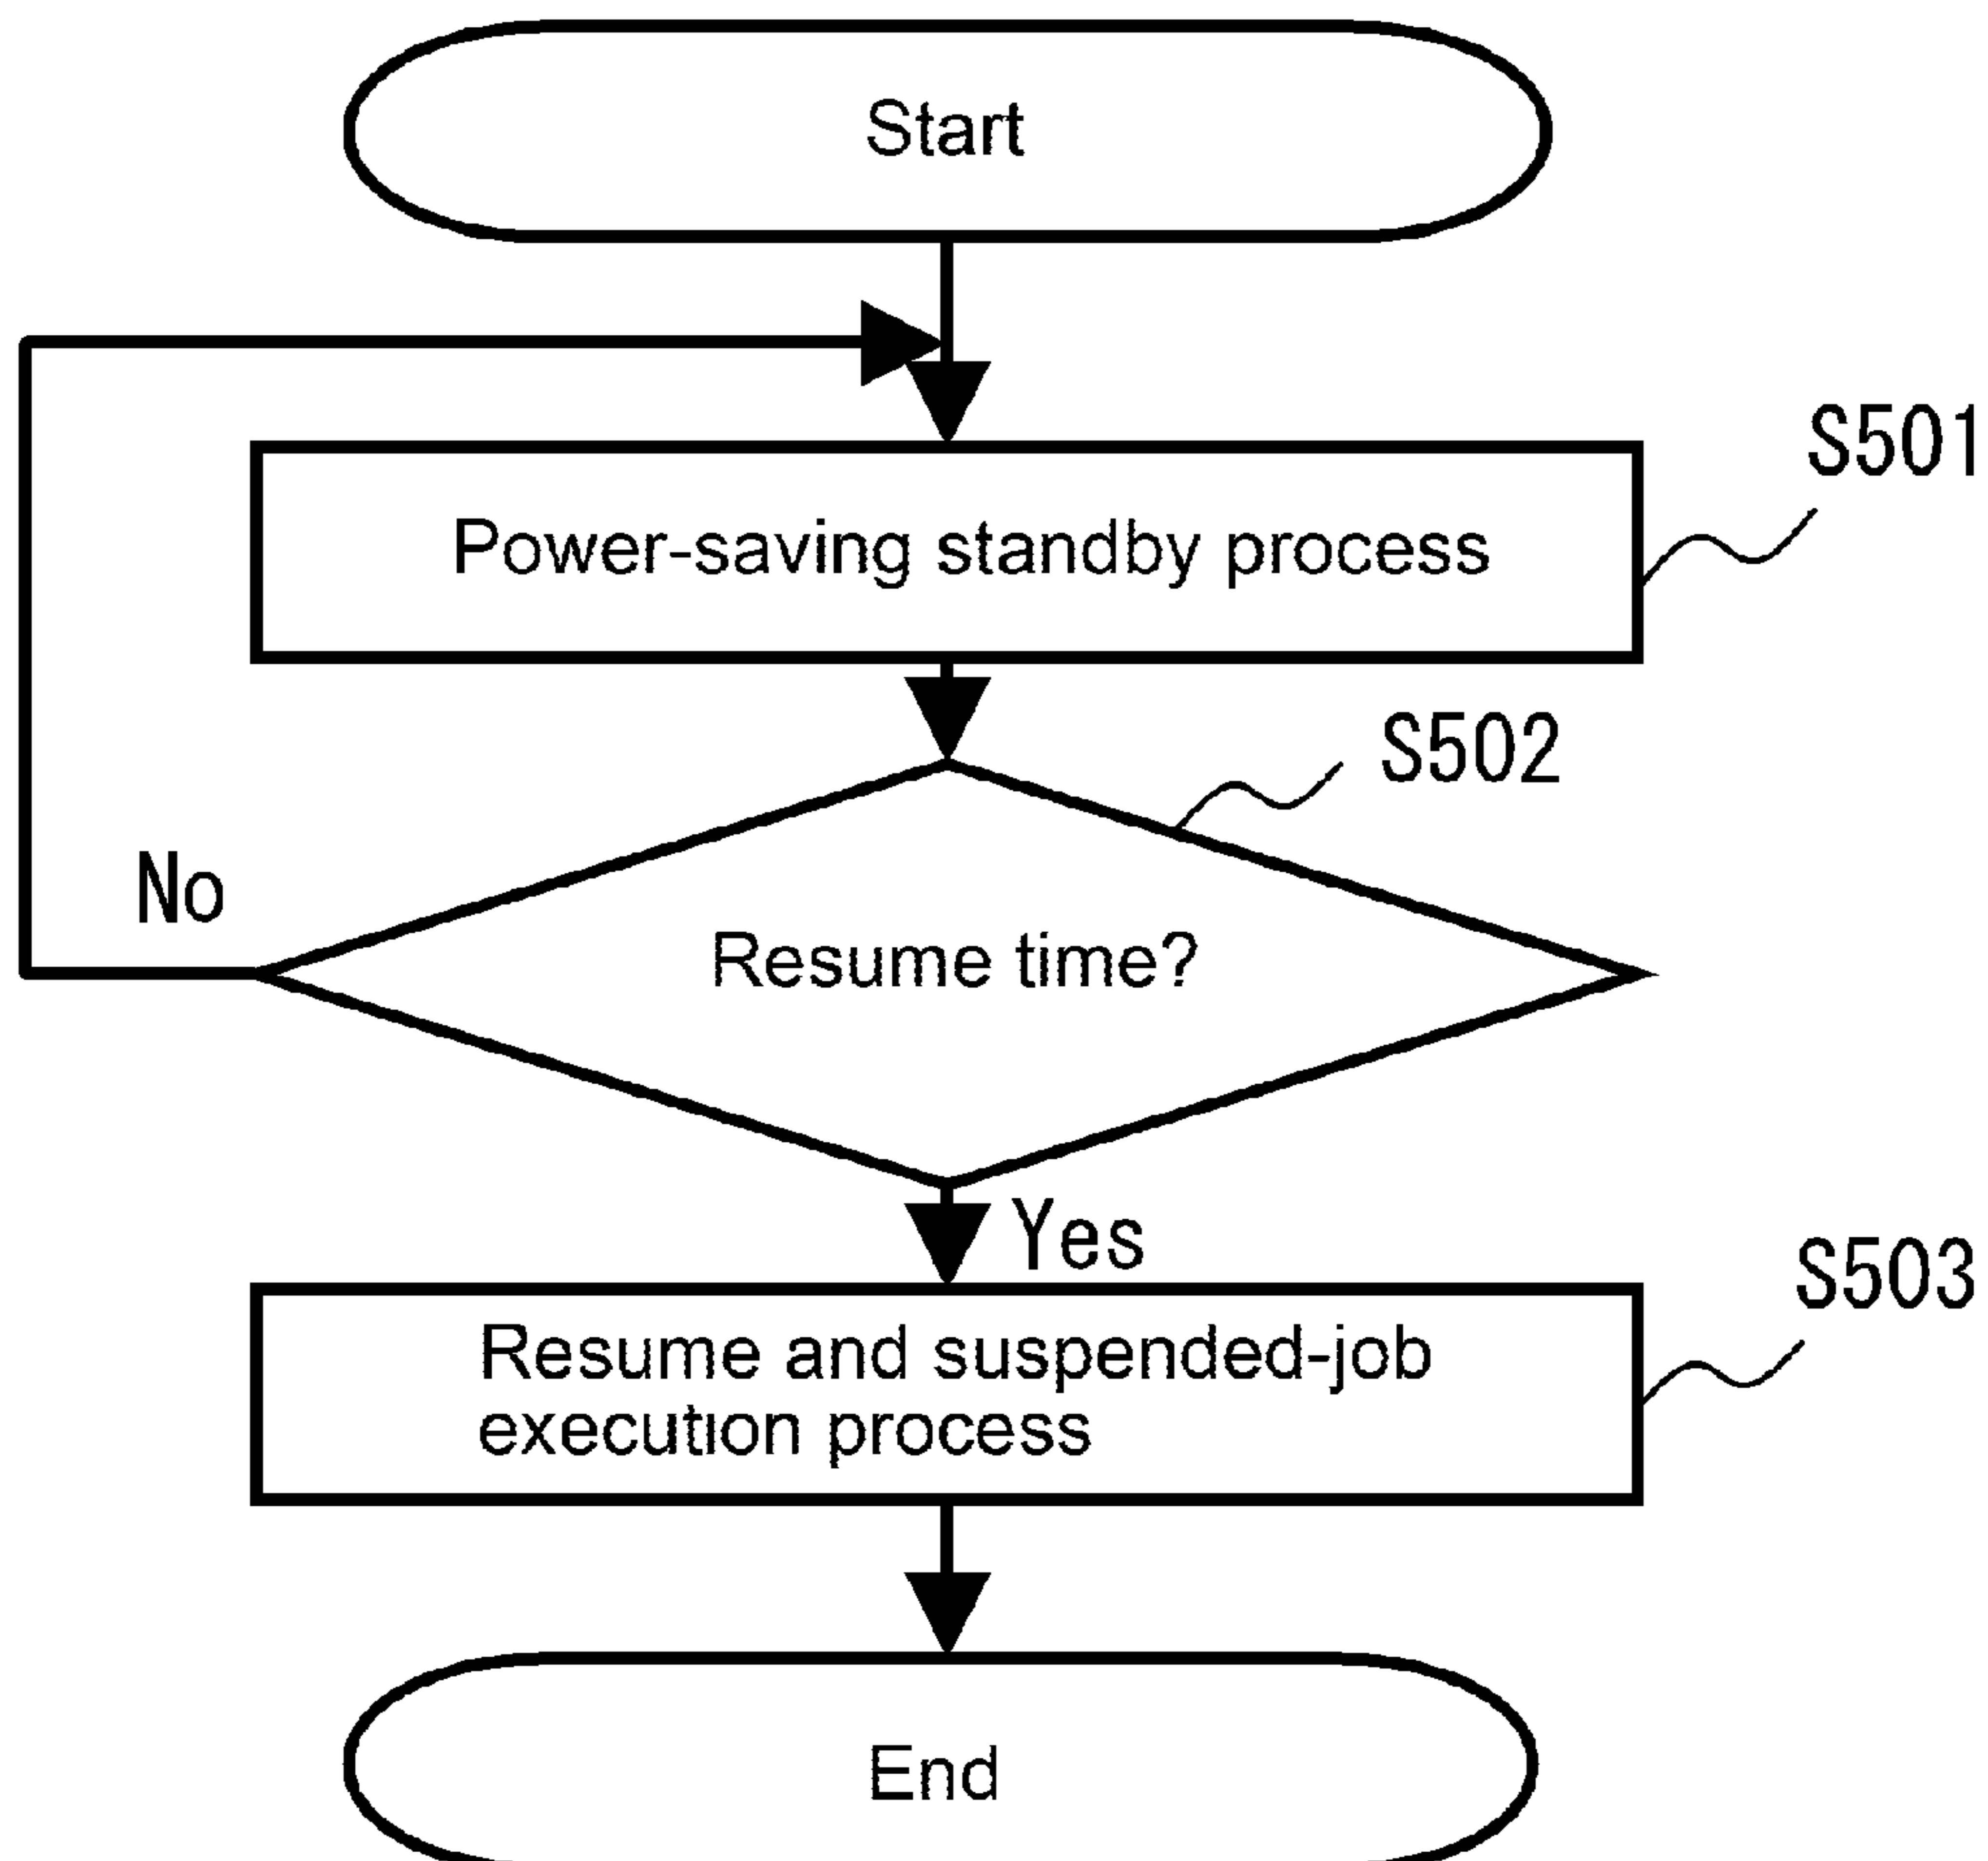 Start
S501
Power-saving standby process
S502
No
Resume time?
Yes
S503
Resume and suspended-job
execution process
End